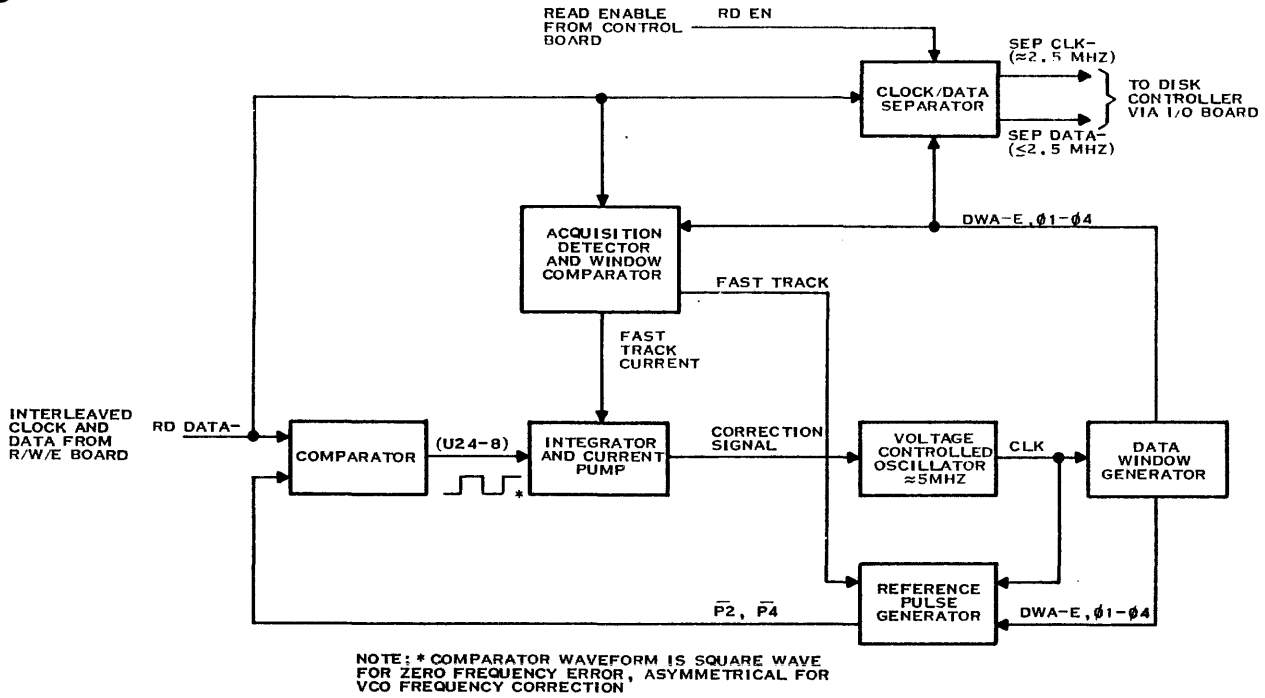 READ ENABLE
FROM CONTROL
BOARD
RD EN
SEP CLK-
(≈2.5 MHZ)
CLOCK/DATA
SEPARATOR
TO DISK
CONTROLLER
VIA I/O BOARD
SEP DATA-
(≤2.5 MHZ)
DWA-E,ø1-ø4
ACQUISITION
DETECTOR
AND WINDOW
COMPARATOR
FAST TRACK
FAST
TRACK
CURRENT
INTERLEAVED
CLOCK AND
DATA FROM
R/W/E BOARD
RD DATA-
COMPARATOR
(U24-8)
*
INTEGRATOR
AND CURRENT
PUMP
CORRECTION
SIGNAL
VOLTAGE
CONTROLLED
OSCILLATOR
≈5MHZ
CLK
DATA
WINDOW
GENERATOR
P̅2̅, P̅4̅
REFERENCE
PULSE
GENERATOR
DWA-E,ø1-ø4
NOTE: * COMPARATOR WAVEFORM IS SQUARE WAVE
FOR ZERO FREQUENCY ERROR, ASYMMETRICAL FOR
VCO FREQUENCY CORRECTION